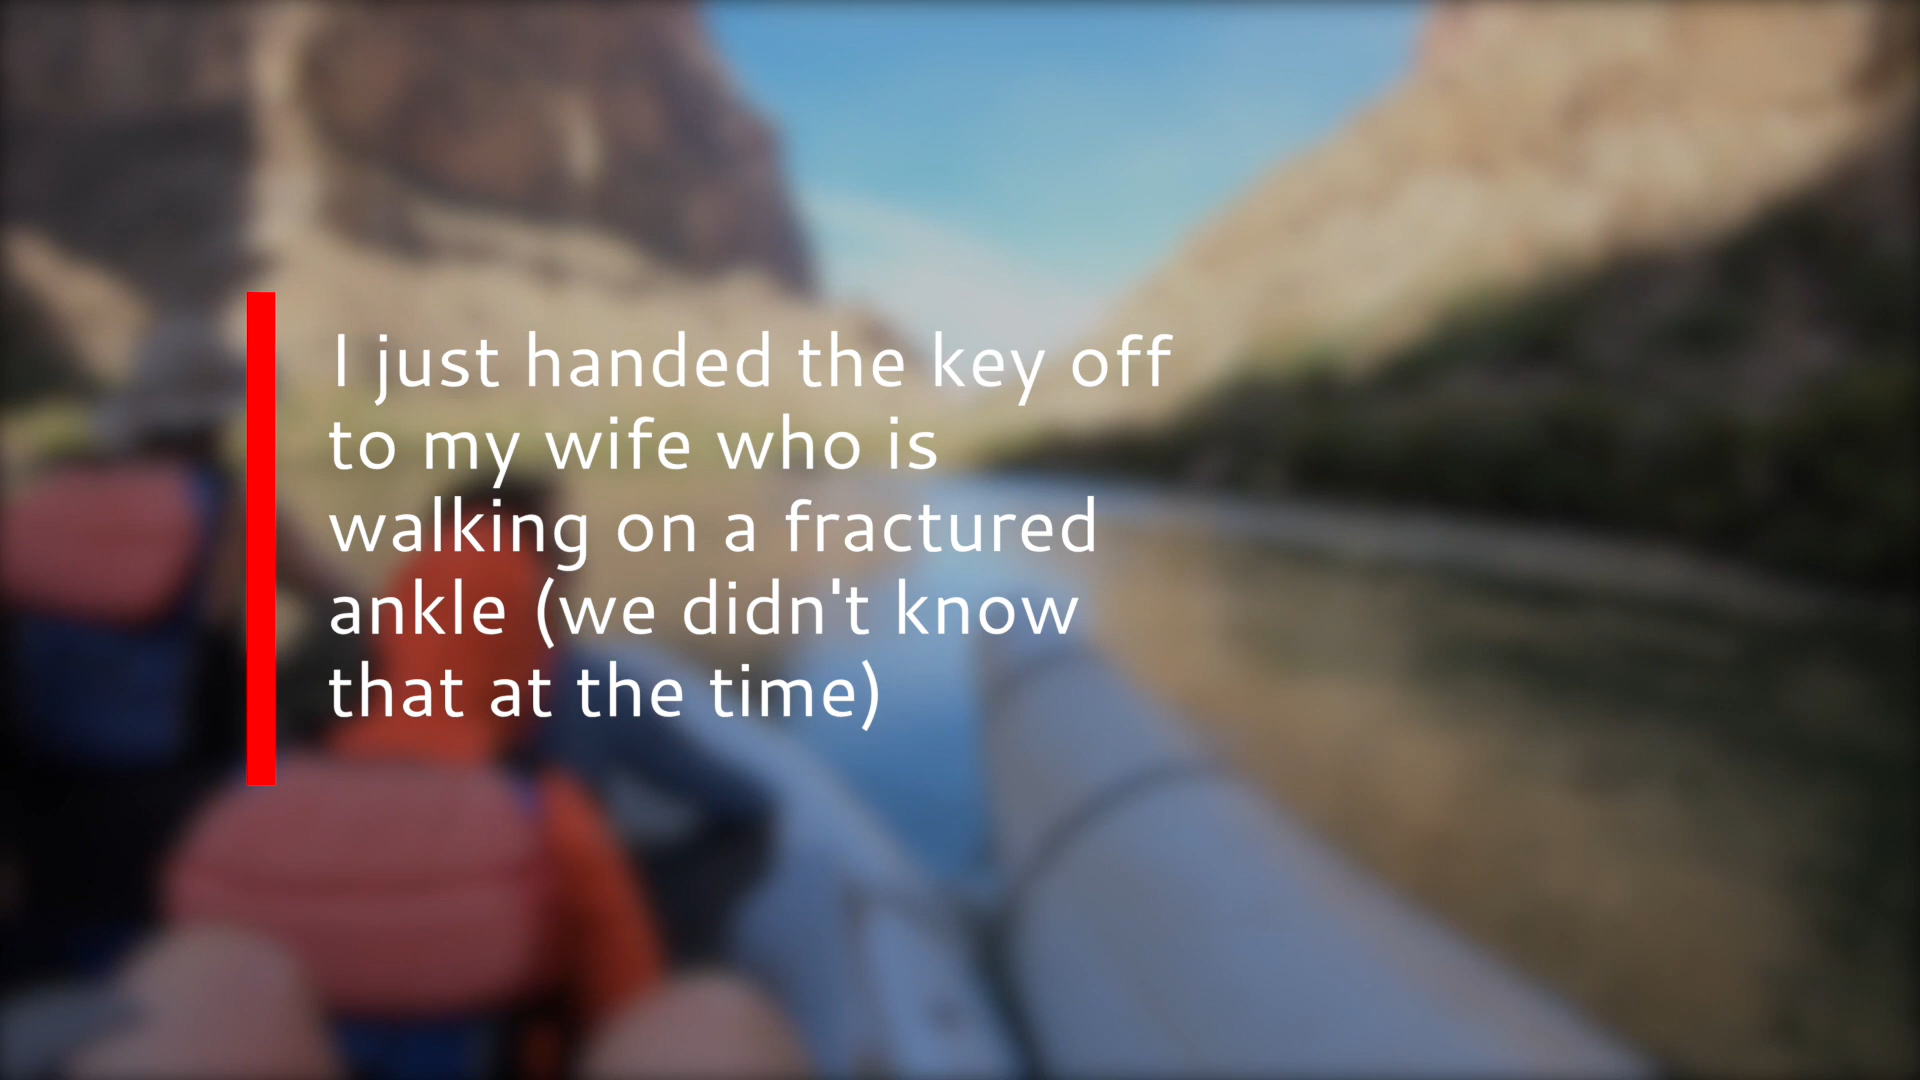 I just handed the key off
to my wife who is
walking on a fractured
ankle (we didn't know
that at the time)